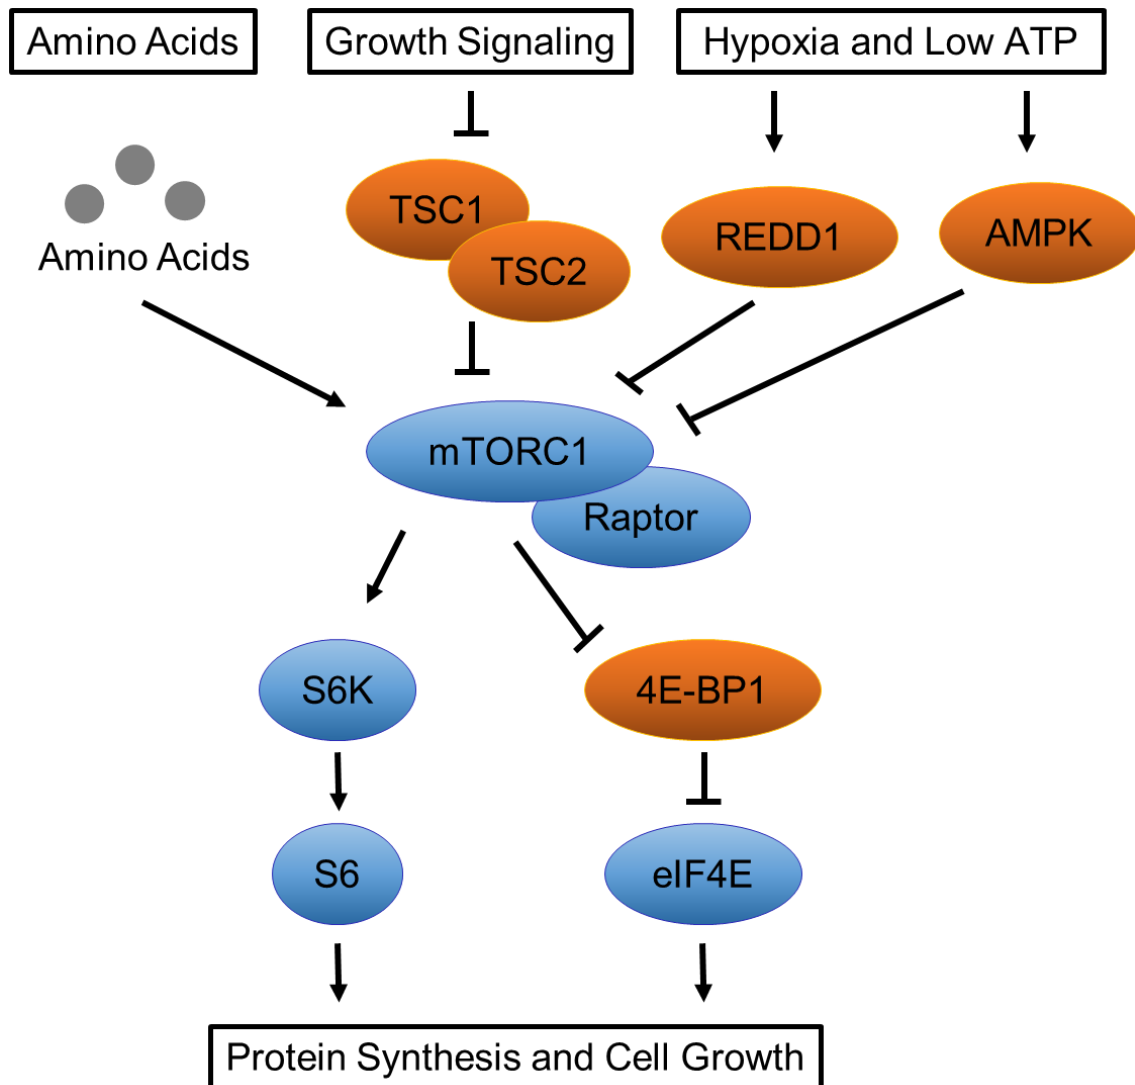 Amino Acids
Growth Signaling
Hypoxia and Low ATP
Amino Acids
TSC1
TSC2
REDD1
AMPK
mTORC1
Raptor
S6K
4E-BP1
S6
eIF4E
Protein Synthesis and Cell Growth